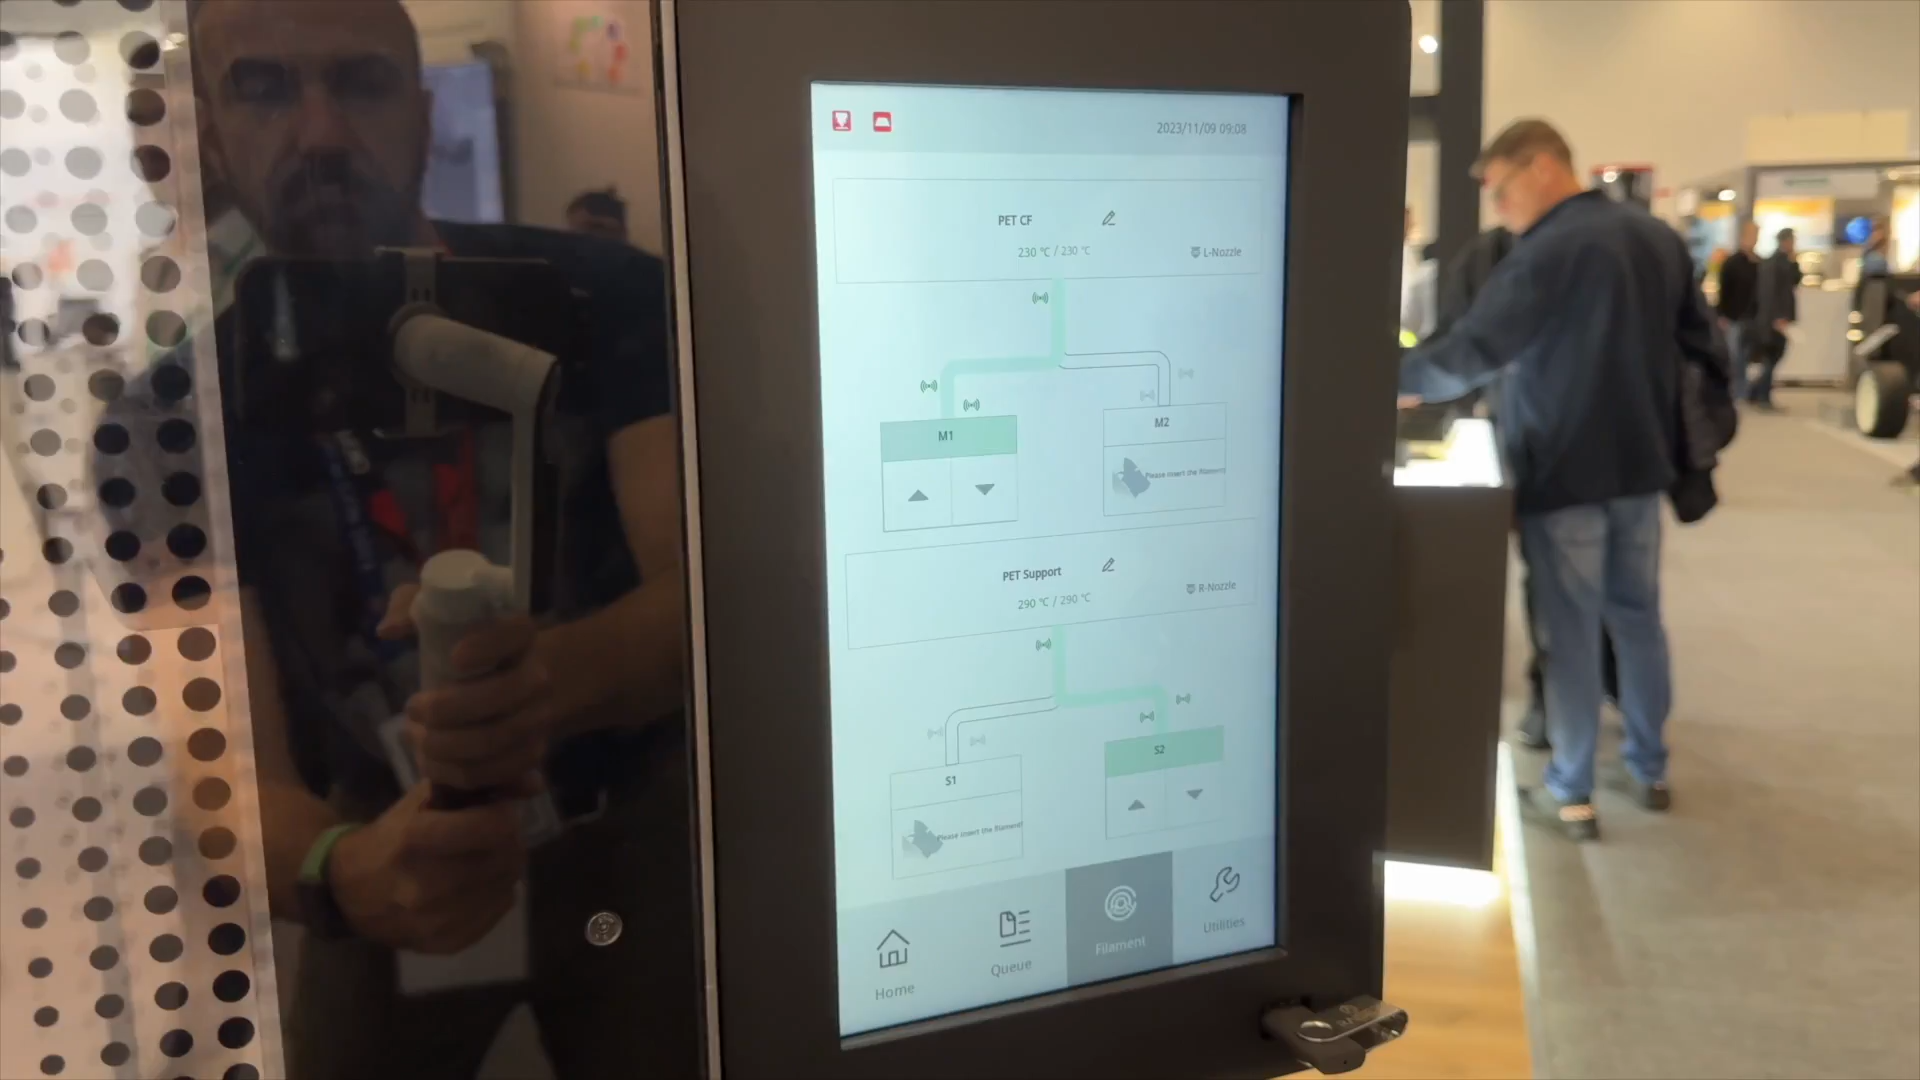 2023/11/09 09:08
PET CF
230 ℃ / 230 ℃
L-Nozzle
M1
M2
Please insert the filament!
PET Support
290 ℃ / 290 ℃
R-Nozzle
S1
S2
Please insert the filament!
Home
Queue
Filament
Utilities